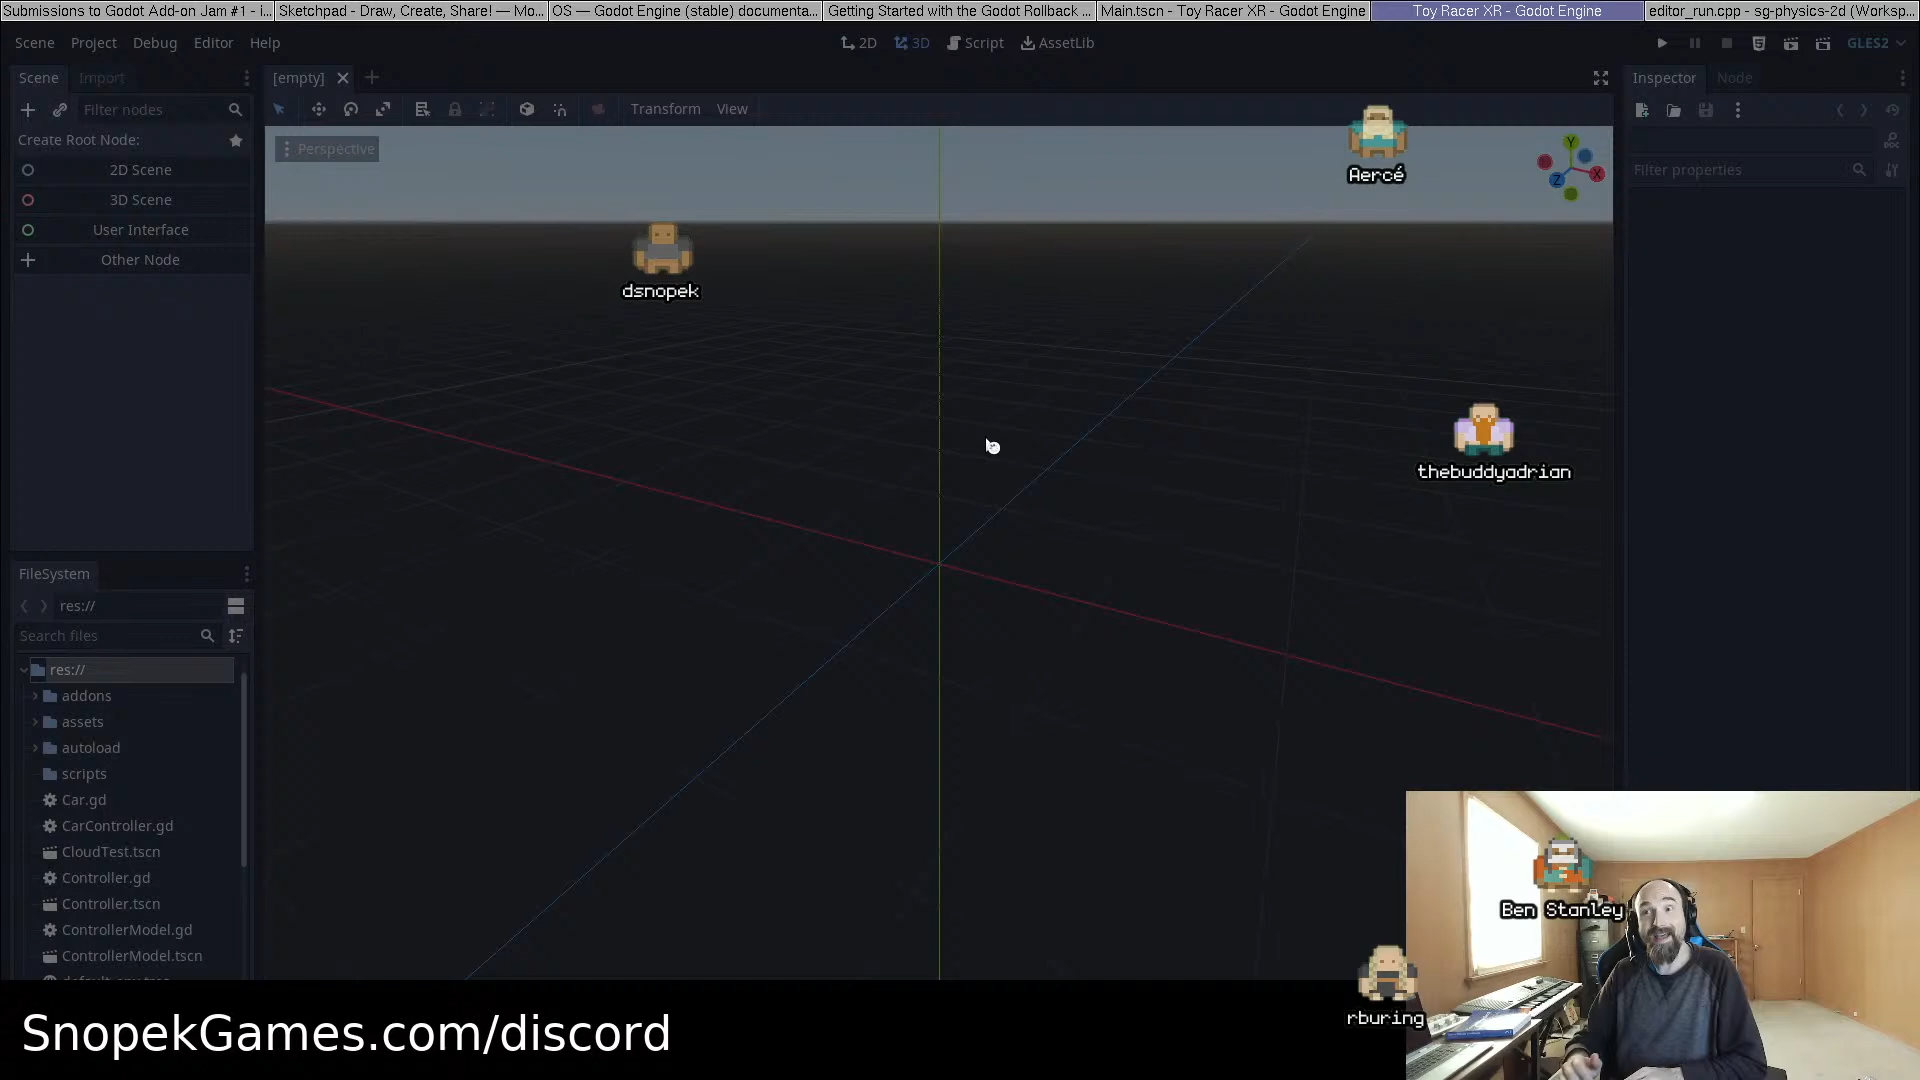 Submissions to Godot Add-on Jam #1 - i...
Sketchpad - Draw, Create, Share! — Mo...
OS — Godot Engine (stable) documenta...
Getting Started with the Godot Rollback ...
Main.tscn - Toy Racer XR - Godot Engine
Toy Racer XR - Godot Engine
editor_run.cpp - sg-physics-2d (Worksp...
Scene Project Debug Editor Help
2D 3D Script AssetLib
GLES2
Scene Import
[empty]
Inspector Node
Filter nodes
Transform View
Create Root Node:
Perspective
2D Scene
3D Scene
User Interface
Other Node
Filter properties
Y
X
Z
Aercé
dsnopek
thebuddyadrian
FileSystem
res://
Search files
res://
addons
assets
autoload
scripts
Car.gd
CarController.gd
CloudTest.tscn
Controller.gd
Controller.tscn
ControllerModel.gd
ControllerModel.tscn
Ben Stanley
rburing
SnopekGames.com/discord